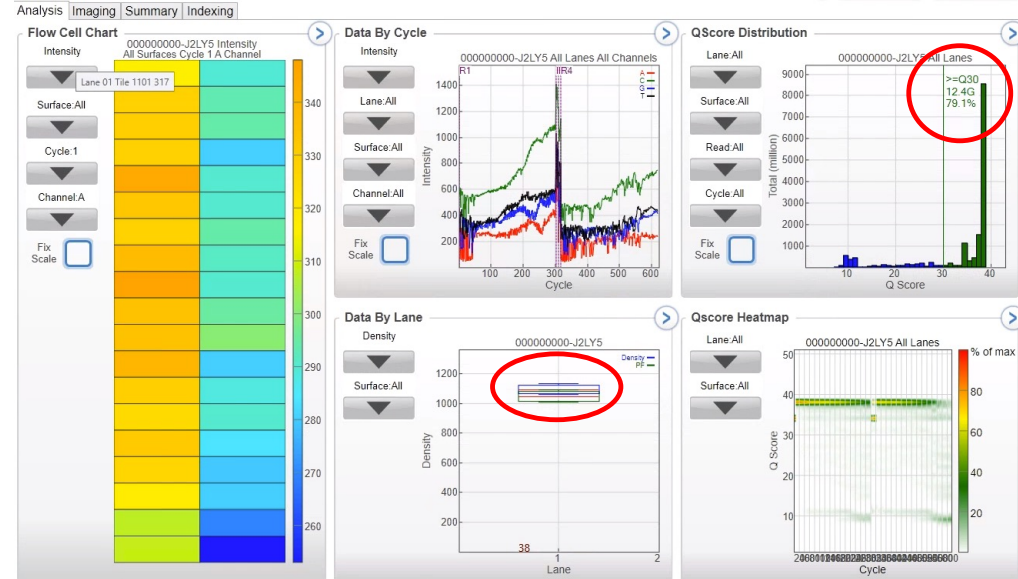 Analysis Imaging Summary Indexing
Flow Cell Chart
Intensity
000000000-J2LY5 Intensity
All Surfaces Cycle 1 A Channel
Lane 01 Tile 1101 317
Surface:All
Cycle:1
Channel:A
Fix
Scale
340
330
320
310
300
290
280
270
260
Data By Cycle
Intensity
000000000-J2LY5 All Lanes All Channels
Lane:All
Surface:All
Channel:All
Fix
Scale
R1
R4
A
C
G
T
Intensity
1400
1200
1000
800
600
400
200
100 200 300 400 500 600
Cycle
QScore Distribution
Lane:All
000000000-J2LY5 All Lanes
Surface:All
Read:All
Cycle:All
Fix
Scale
>=Q30
12.4G
79.1%
Total (million)
9000
8000
7000
6000
5000
4000
3000
2000
1000
10 20 30 40
Q Score
Data By Lane
Density
000000000-J2LY5
Surface:All
Density
PF
Density
1200
1000
800
600
400
200
38
1 2
Lane
Qscore Heatmap
Lane:All
000000000-J2LY5 All Lanes
Surface:All
% of max
Q Score
50
40
30
20
10
80
60
40
20
Cycle